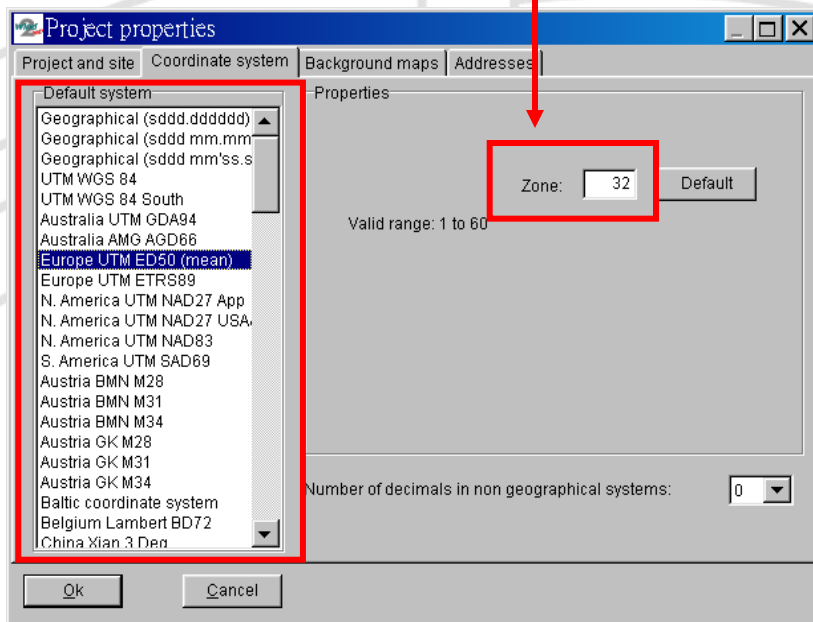 Project properties
Project and site
Coordinate system
Background maps
Addresses
Default system
Geographical (sddd.dddddd)
Geographical (sddd mm.mm
Geographical (sddd mm'ss.s
UTM WGS 84
UTM WGS 84 South
Australia UTM GDA94
Australia AMG AGD66
Europe UTM ED50 (mean)
Europe UTM ETRS89
N. America UTM NAD27 App
N. America UTM NAD27 USA
N. America UTM NAD83
S. America UTM SAD69
Austria BMN M28
Austria BMN M31
Austria BMN M34
Austria GK M28
Austria GK M31
Austria GK M34
Baltic coordinate system
Belgium Lambert BD72
China Xian 3 Deg
Properties
Zone: 32 Default
Valid range: 1 to 60
Number of decimals in non geographical systems: 0
Ok
Cancel